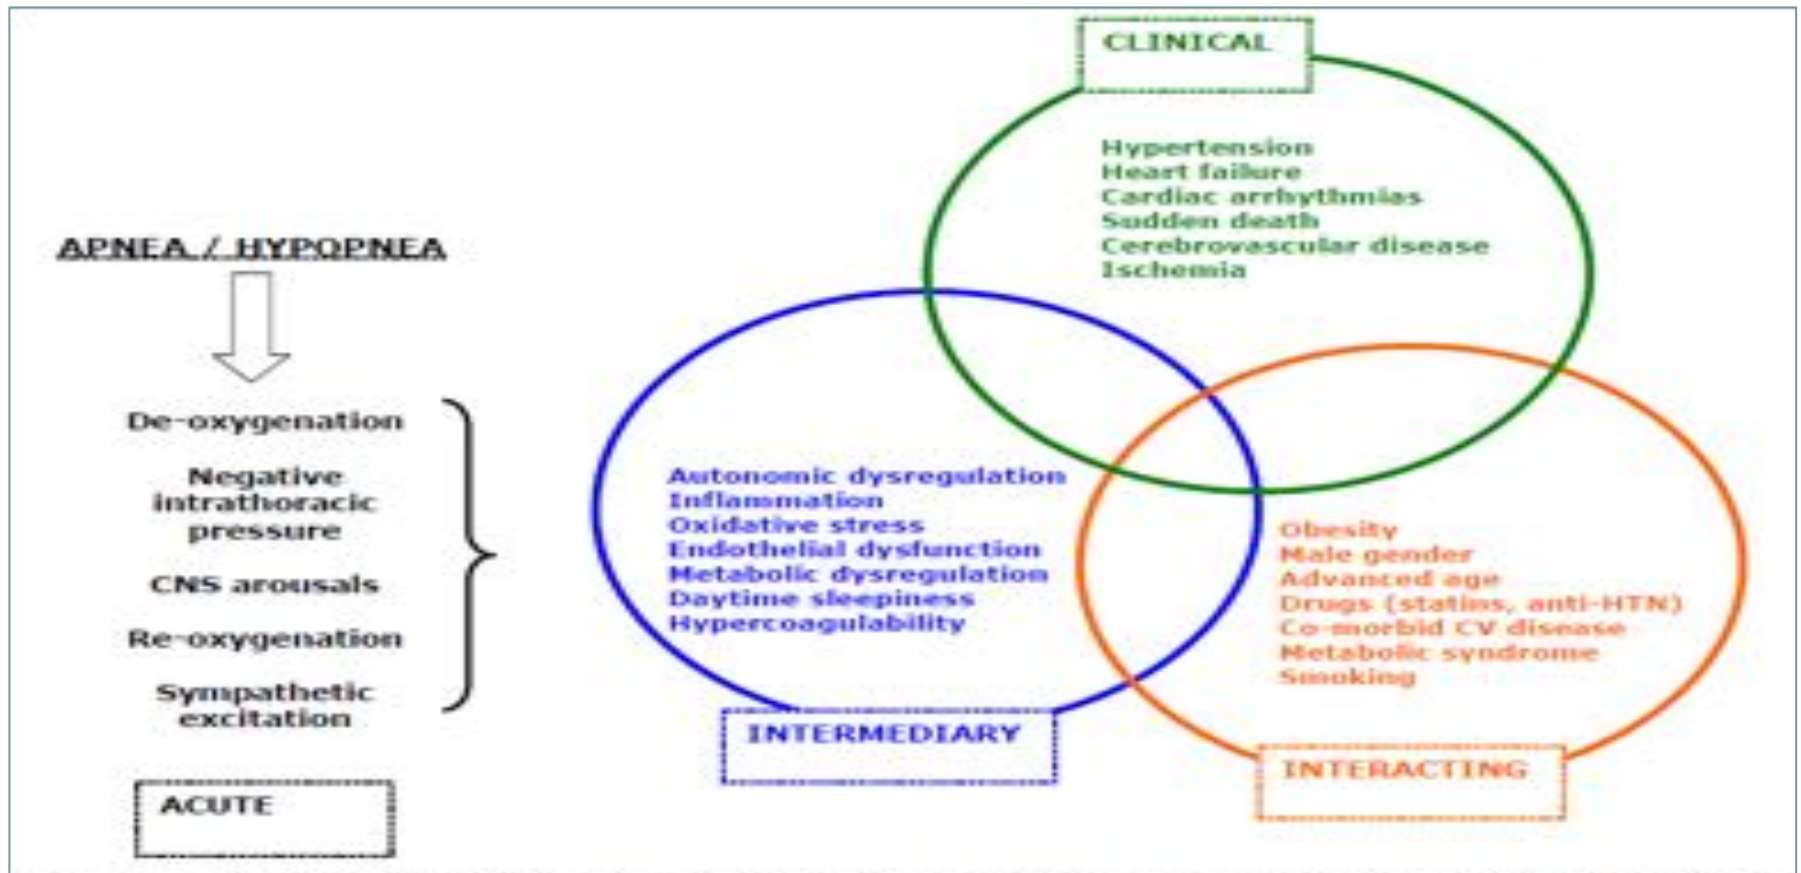 CLINICAL
Hypertension
Heart failure
Cardiac arrhythmias
Sudden death
Cerebrovascular disease
Ischemia
APNEA / HYPOPNEA
De-oxygenation
Negative
intrathoracic
pressure
CNS arousals
Re-oxygenation
Sympathetic
excitation
ACUTE
Autonomic dysregulation
Inflammation
Oxidative stress
Endothelial dysfunction
Metabolic dysregulation
Daytime sleepiness
Hypercoagulability
INTERMEDIARY
Obesity
Male gender
Advanced age
Drugs (statins, anti-HTN)
Co-morbid CV disease
Metabolic syndrome
Smoking
INTERACTING